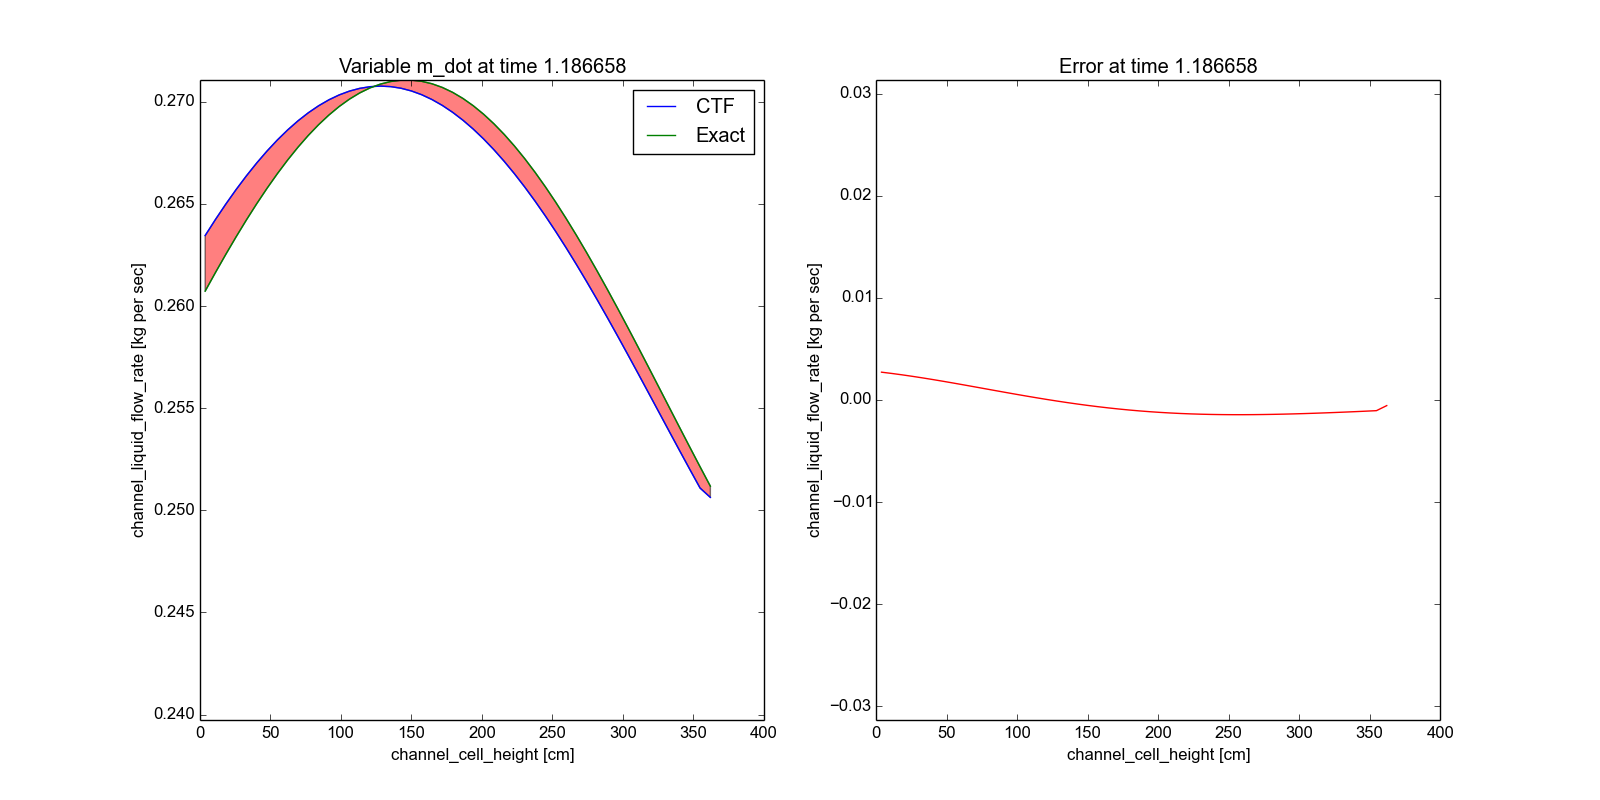 Variable m_dot at time 1.186658
channel_liquid_flow_rate [kg per sec]
0.270
0.265
0.260
0.255
0.250
0.245
0.240
CTF
Exact
0 50 100 150 200 250 300 350 400
channel_cell_height [cm]
Error at time 1.186658
channel_liquid_flow_rate [kg per sec]
0.03
0.02
0.01
0.00
−0.01
−0.02
−0.03
0 50 100 150 200 250 300 350 400
channel_cell_height [cm]